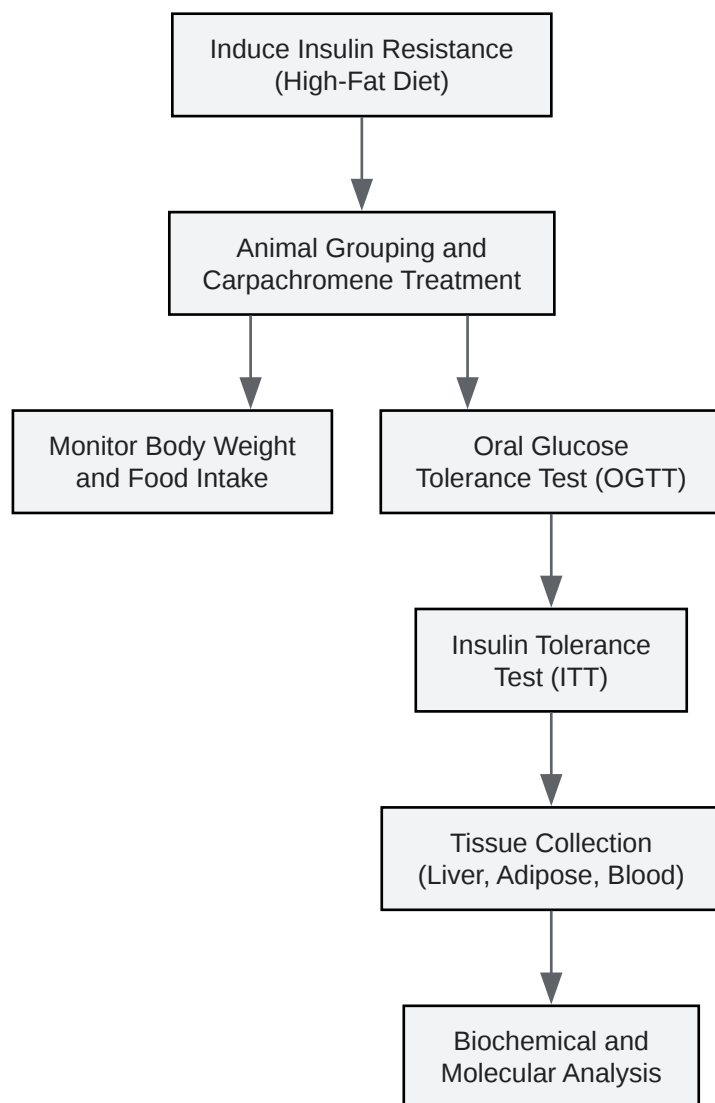 Induce Insulin Resistance
(High-Fat Diet)
Animal Grouping and
Carpachromene Treatment
Monitor Body Weight
and Food Intake
Oral Glucose
Tolerance Test (OGTT)
Insulin Tolerance
Test (ITT)
Tissue Collection
(Liver, Adipose, Blood)
Biochemical and
Molecular Analysis